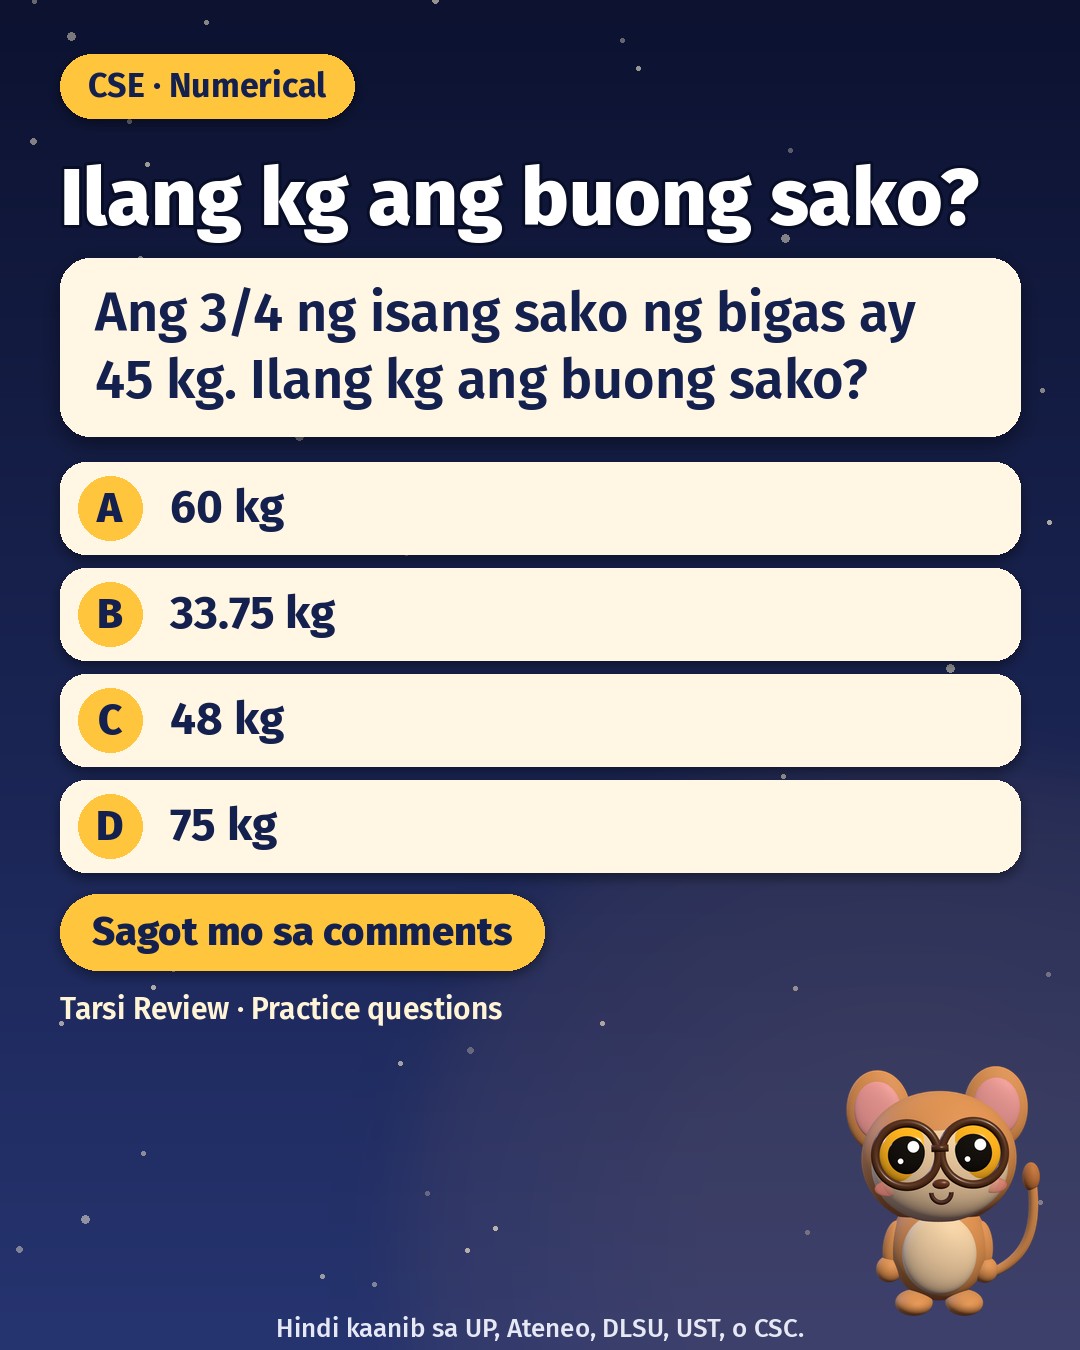 CSE · Numerical
Ilang kg ang buong sako?
Ang 3/4 ng isang sako ng bigas ay
45 kg. Ilang kg ang buong sako?
A 60 kg
B 33.75 kg
C 48 kg
D 75 kg
Sagot mo sa comments
Tarsi Review · Practice questions
Hindi kaanib sa UP, Ateneo, DLSU, UST, o CSC.